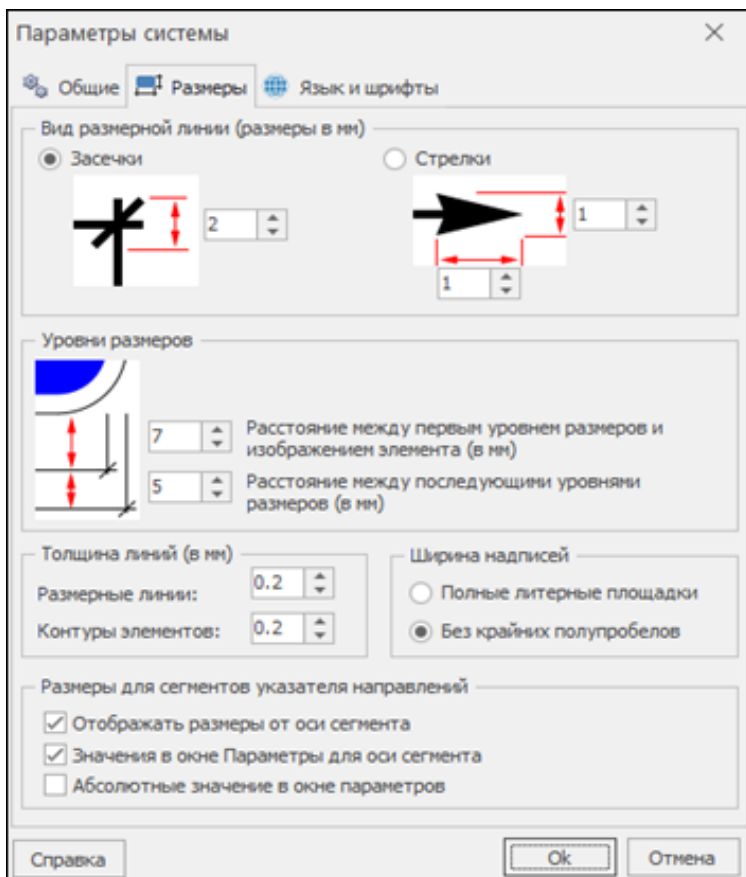 Параметры системы
Общие Размеры Язык и шрифты
Вид размерной линии (размеры в мм)
Засечки Стрелки
2 1
1
Уровни размеров
7 Расстояние между первым уровнем размеров и
изображением элемента (в мм)
5 Расстояние между последующими уровнями
размеров (в мм)
Толщина линий (в мм) Ширина надписей
Размерные линии: 0.2 Полные литерные площадки
Контуры элементов: 0.2 Без крайних полупробелов
Размеры для сегментов указателя направлений
Отображать размеры от оси сегмента
Значения в окне Параметры для оси сегмента
Абсолютные значение в окне параметров
Справка Ok Отмена